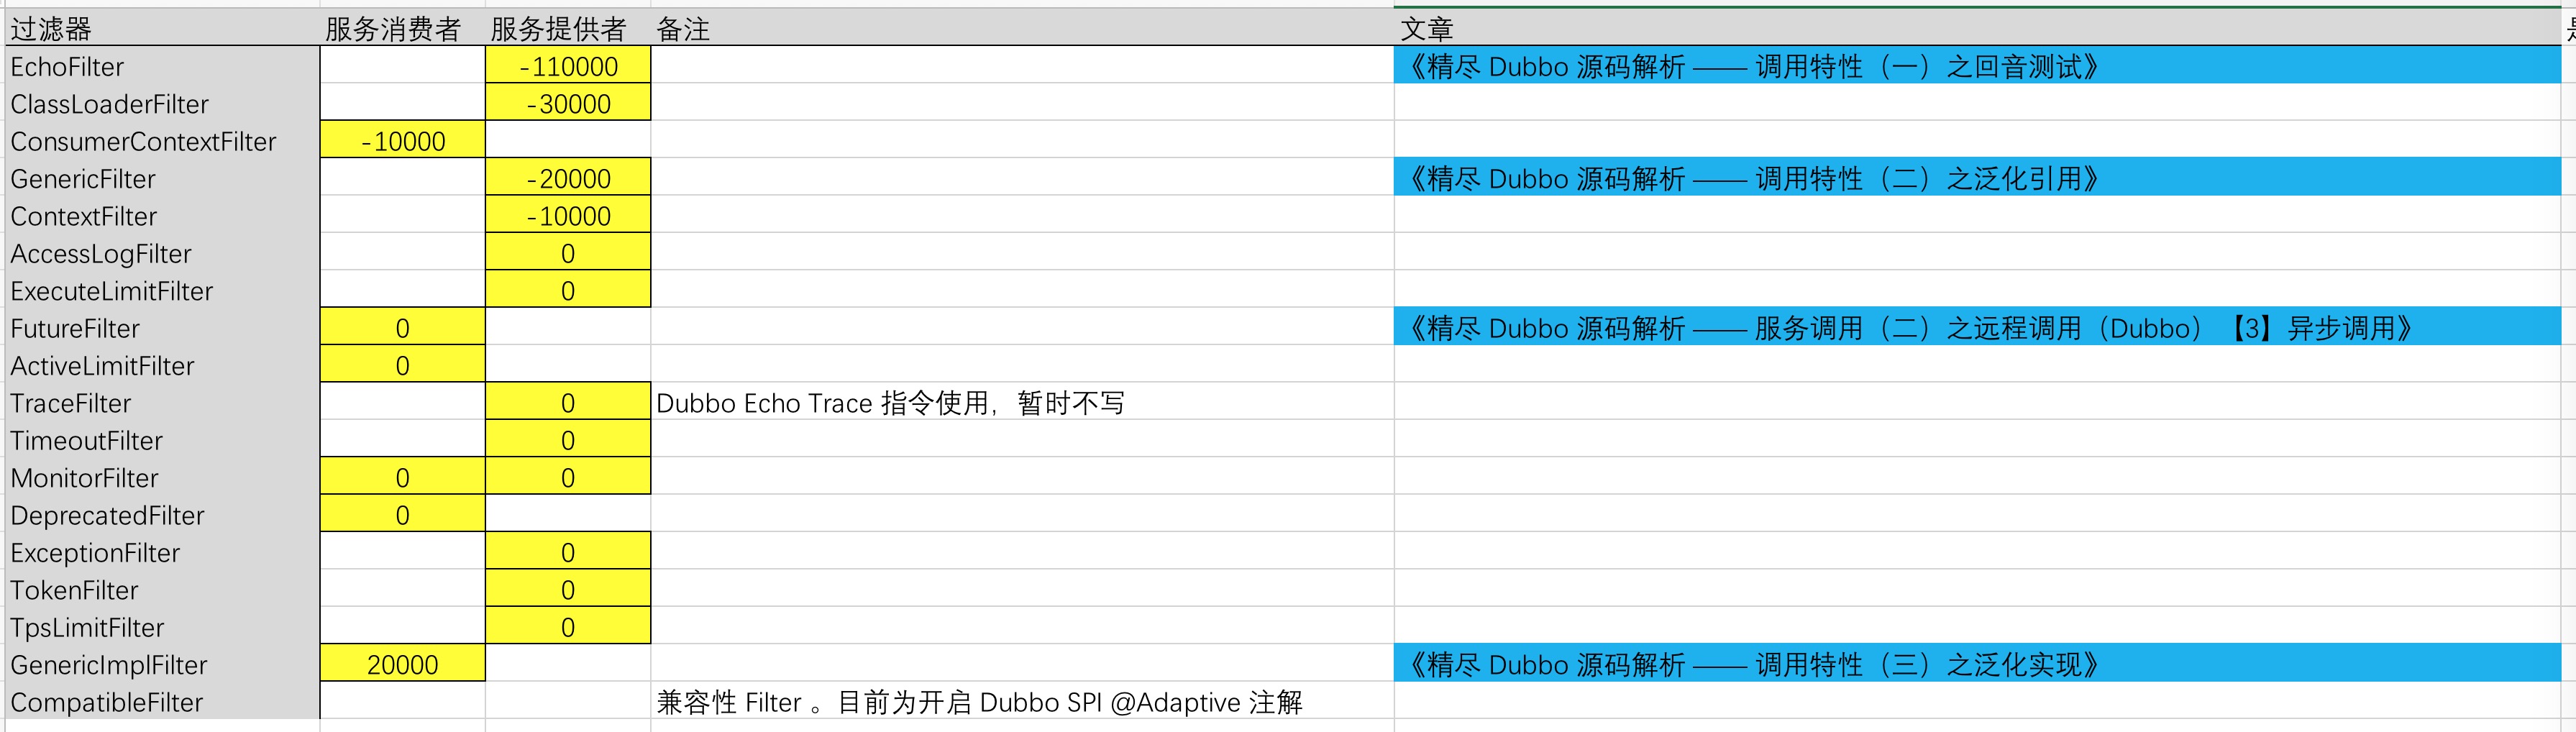 过滤器 服务消费者 服务提供者 备注 文章
EchoFilter -110000 《精尽 Dubbo 源码解析 —— 调用特性（一）之回音测试》
ClassLoaderFilter -30000
ConsumerContextFilter -10000
GenericFilter -20000 《精尽 Dubbo 源码解析 —— 调用特性（二）之泛化引用》
ContextFilter -10000
AccessLogFilter 0
ExecuteLimitFilter 0
FutureFilter 0 《精尽 Dubbo 源码解析 —— 服务调用（二）之远程调用（Dubbo）【3】异步调用》
ActiveLimitFilter 0
TraceFilter 0 Dubbo Echo Trace 指令使用，暂时不写
TimeoutFilter 0
MonitorFilter 0 0
DeprecatedFilter 0
ExceptionFilter 0
TokenFilter 0
TpsLimitFilter 0
GenericImplFilter 20000 《精尽 Dubbo 源码解析 —— 调用特性（三）之泛化实现》
CompatibleFilter 兼容性 Filter 。目前为开启 Dubbo SPI @Adaptive 注解